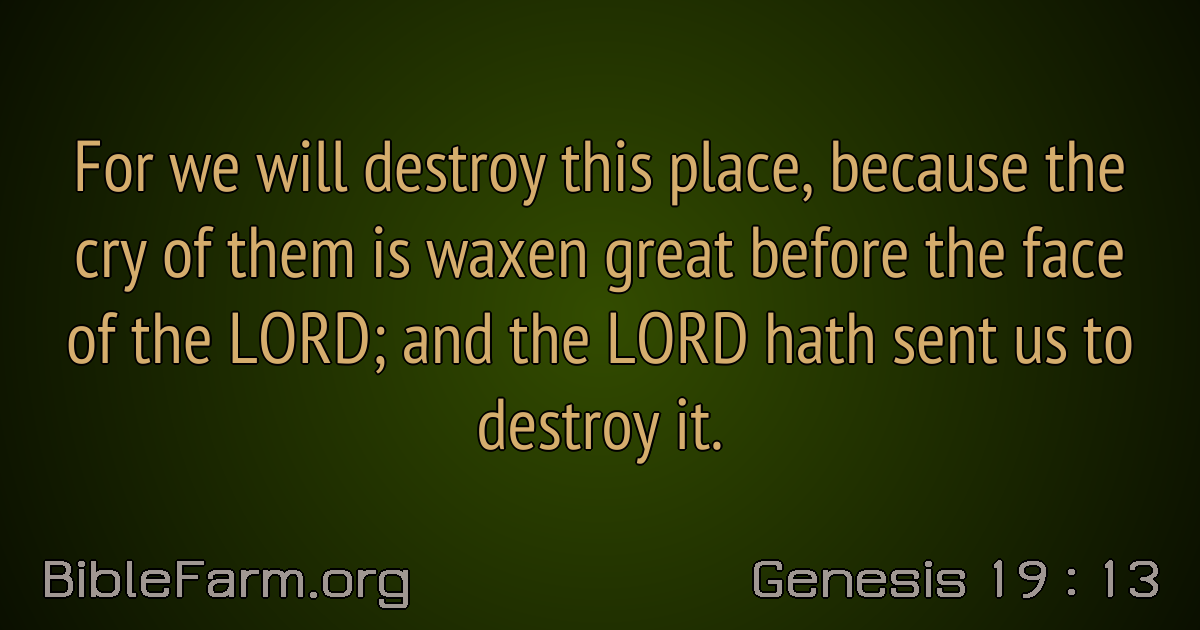 For we will destroy this place, because the
cry of them is waxen great before the face
of the LORD; and the LORD hath sent us to
destroy it.
BibleFarm.org
Genesis 19 : 13